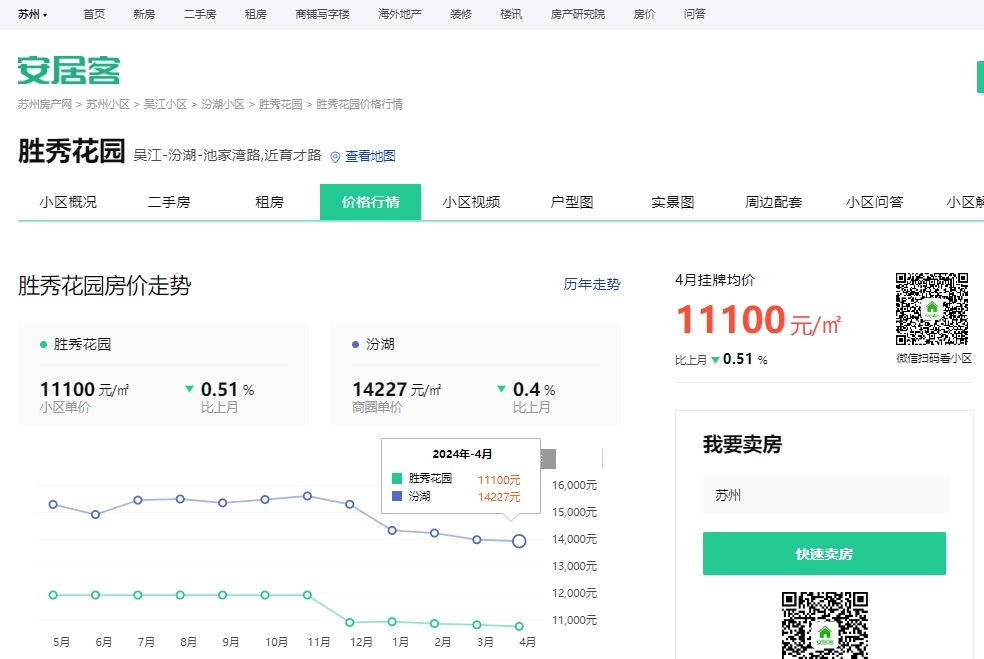 苏州 首页 新房 二手房 租房 商铺写字楼 海外地产 装修 楼讯 房产研究院 房价 问答
安居客
苏州房产网 > 苏州小区 > 吴江小区 > 汾湖小区 > 胜秀花园 > 胜秀花园价格行情
胜秀花园 吴江-汾湖-池家湾路,近育才路 查看地图
小区概况 二手房 租房 价格行情 小区视频 户型图 实景图 周边配套 小区问答 小区解
胜秀花园房价走势 历年走势
胜秀花园
11100 元/㎡ 0.51 %
小区单价 比上月
汾湖
14227 元/㎡ 0.4 %
商圈单价 比上月
2024年-4月
胜秀花园 11100元
汾湖 14227元
16,000元
15,000元
14,000元
13,000元
12,000元
11,000元
5月 6月 7月 8月 9月 10月 11月 12月 1月 2月 3月 4月
4月挂牌均价
11100 元/㎡
比上月 0.51 %
微信扫码看小区
我要卖房
苏州
快速卖房